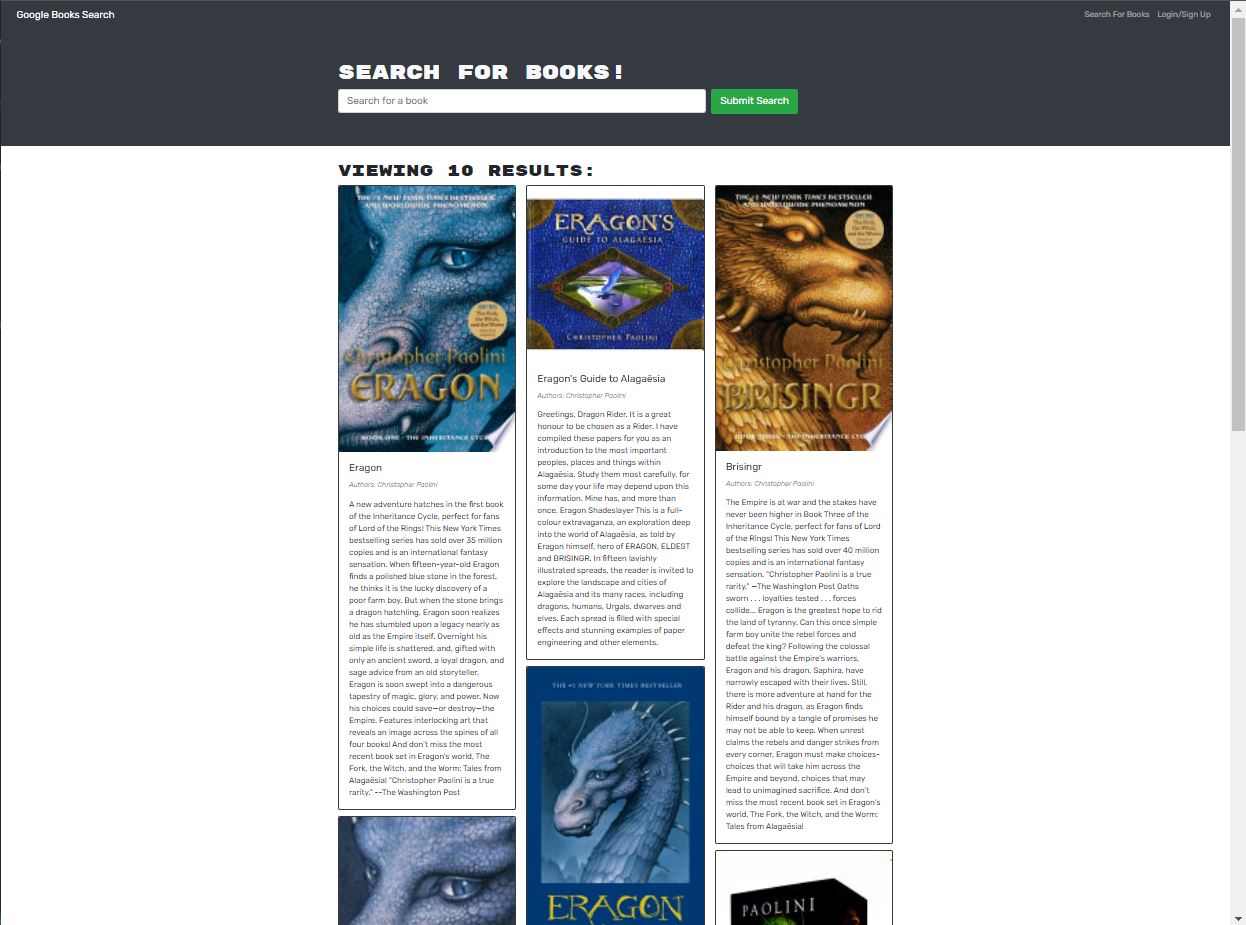 Google Books Search
Search For Books
Login/Sign Up
SEARCH FOR BOOKS!
Search for a book
Submit Search
VIEWING 10 RESULTS:
THE #1 NEW YORK TIMES BESTSELLER
AND WORLDWIDE PHENOMENON
The Fork,
the Witch,
and the Worm
Christopher Paolini
ERAGON
BOOK ONE · THE INHERITANCE CYCLE
Eragon
Authors: Christopher Paolini
A new adventure hatches in the first book
of the Inheritance Cycle, perfect for fans
of Lord of the Rings! This New York Times
bestselling series has sold over 35 million
copies and is an international fantasy
sensation. When fifteen-year-old Eragon
finds a polished blue stone in the forest,
he thinks it is the lucky discovery of a
poor farm boy. But when the stone brings
a dragon hatchling, Eragon soon realizes
he has stumbled upon a legacy nearly as
old as the Empire itself. Overnight his
simple life is shattered, and, gifted with
only an ancient sword, a loyal dragon, and
sage advice from an old storyteller,
Eragon is soon swept into a dangerous
tapestry of magic, glory, and power. Now
his choices could save—or destroy—the
Empire. Features interlocking art that
reveals an image across the spines of all
four books! And don't miss the most
recent book set in Eragon's world, The
Fork, the Witch, and the Worm: Tales from
Alagaësia! "Christopher Paolini is a true
rarity." --The Washington Post
ERAGON'S
GUIDE TO ALAGAËSIA
CHRISTOPHER PAOLINI
Eragon's Guide to Alagaësia
Authors: Christopher Paolini
Greetings, Dragon Rider. It is a great
honour to be chosen as a Rider. I have
compiled these papers for you as an
introduction to the most important
peoples, places and things within
Alagaësia. Study them most carefully, for
some day your life may depend upon this
information. Mine has, and more than
once. Eragon Shadeslayer This is a full-
colour extravaganza, an exploration deep
into the world of Alagaësia, as told by
Eragon himself, hero of ERAGON, ELDEST
and BRISINGR. In fifteen lavishly
illustrated spreads, the reader is invited to
explore the landscape and cities of
Alagaësia and its many races, including
dragons, humans, Urgals, dwarves and
elves. Each spread is filled with special
effects and stunning examples of paper
engineering and other elements.
THE #1 NEW YORK TIMES BESTSELLER
ERAGON
THE #1 NEW YORK TIMES BESTSELLER
AND WORLDWIDE PHENOMENON
The Fork,
the Witch,
and the Worm
Christopher Paolini
BRISINGR
BOOK THREE · THE INHERITANCE CYCLE
Brisingr
Authors: Christopher Paolini
The Empire is at war and the stakes have
never been higher in Book Three of the
Inheritance Cycle, perfect for fans of Lord
of the Rings! This New York Times
bestselling series has sold over 40 million
copies and is an international fantasy
sensation. "Christopher Paolini is a true
rarity." —The Washington Post Oaths
sworn . . . loyalties tested . . . forces
collide... Eragon is the greatest hope to rid
the land of tyranny. Can this once simple
farm boy unite the rebel forces and
defeat the king? Following the colossal
battle against the Empire's warriors,
Eragon and his dragon, Saphira, have
narrowly escaped with their lives. Still,
there is more adventure at hand for the
Rider and his dragon, as Eragon finds
himself bound by a tangle of promises he
may not be able to keep. When unrest
claims the rebels and danger strikes from
every corner, Eragon must make choices-
choices that will take him across the
Empire and beyond, choices that may
lead to unimagined sacrifice. And don't
miss the most recent book set in Eragon's
world, The Fork, the Witch, and the Worm:
Tales from Alagaësia!
PAOLINI